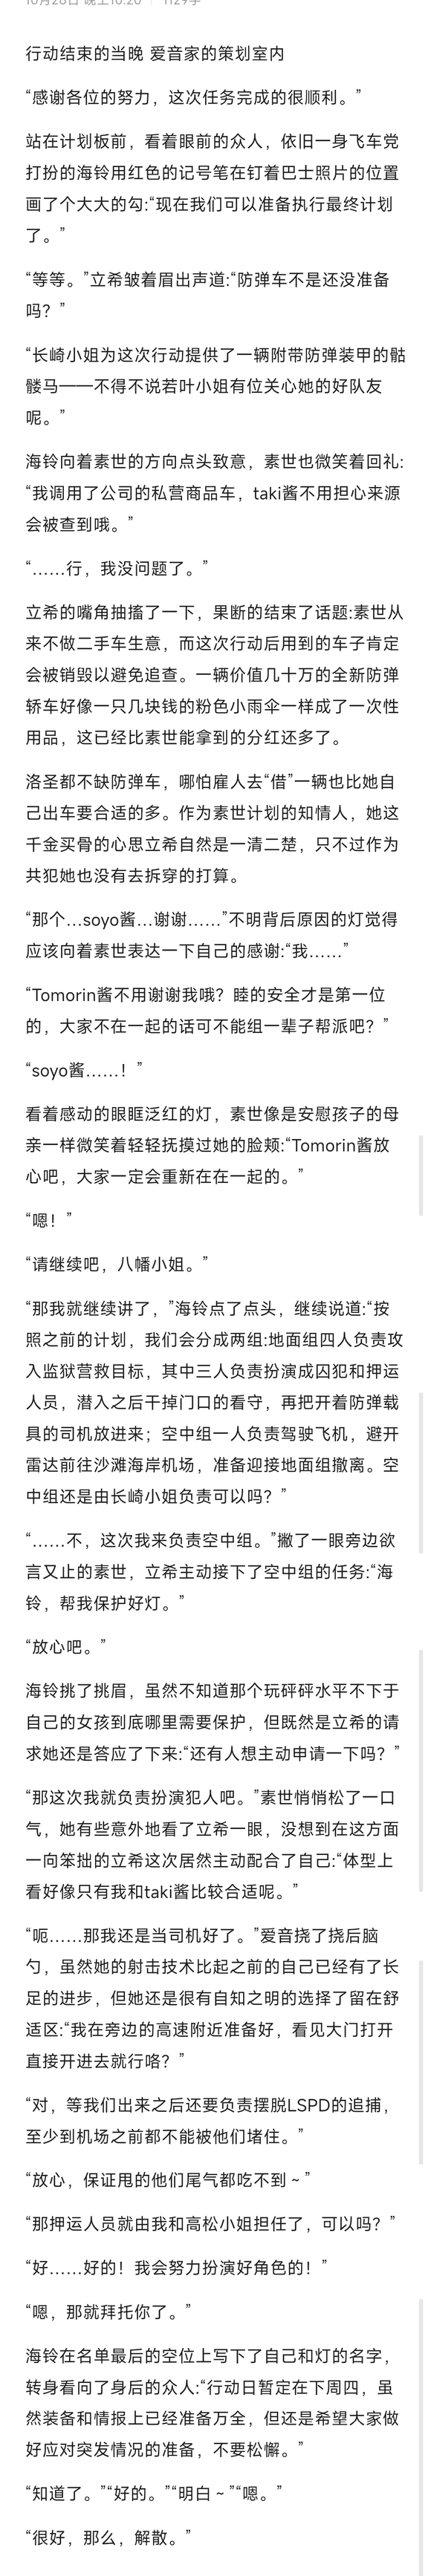 10月28日 晚上10:20 | 1129字
行动结束的当晚 爱音家的策划室内
“感谢各位的努力，这次任务完成的很顺利。”
站在计划板前，看着眼前的众人，依旧一身飞车党
打扮的海铃用红色的记号笔在钉着巴士照片的位置
画了个大大的勾:“现在我们可以准备执行最终计划
了。”
“等等。”立希皱着眉出声道:“防弹车不是还没准备
吗？”
“长崎小姐为这次行动提供了一辆附带防弹装甲的骷
髅马——不得不说若叶小姐有位关心她的好队友
呢。”
海铃向着素世的方向点头致意，素世也微笑着回礼:
“我调用了公司的私营商品车，taki酱不用担心来源
会被查到哦。”
“……行，我没问题了。”
立希的嘴角抽搐了一下，果断的结束了话题:素世从
来不做二手车生意，而这次行动后用到的车子肯定
会被销毁以避免追查。一辆价值几十万的全新防弹
轿车好像一只几块钱的粉色小雨伞一样成了一次性
用品，这已经比素世能拿到的分红还多了。
洛圣都不缺防弹车，哪怕雇人去“借”一辆也比她自
己出车要合适的多。作为素世计划的知情人，她这
千金买骨的心思立希自然是一清二楚，只不过作为
共犯她也没有去拆穿的打算。
“那个…soyo酱…谢谢……”不明背后原因的灯觉得
应该向着素世表达一下自己的感谢:“我……”
“Tomorin酱不用谢谢我哦？睦的安全才是第一位
的，大家不在一起的话可不能组一辈子帮派吧？”
“soyo酱……！”
看着感动的眼眶泛红的灯，素世像是安慰孩子的母
亲一样微笑着轻轻抚摸过她的脸颊:“Tomorin酱放
心吧，大家一定会重新在在一起的。”
“嗯！”
“请继续吧，八幡小姐。”
“那我就继续讲了，”海铃点了点头，继续说道:“按
照之前的计划，我们会分成两组:地面组四人负责攻
入监狱营救目标，其中三人负责扮演成囚犯和押运
人员，潜入之后干掉门口的看守，再把开着防弹载
具的司机放进来；空中组一人负责驾驶飞机，避开
雷达前往沙滩海岸机场，准备迎接地面组撤离。空
中组还是由长崎小姐负责可以吗？”
“……不，这次我来负责空中组。”撇了一眼旁边欲
言又止的素世，立希主动接下了空中组的任务:“海
铃，帮我保护好灯。”
“放心吧。”
海铃挑了挑眉，虽然不知道那个玩砰砰水平不下于
自己的女孩到底哪里需要保护，但既然是立希的请
求她还是答应了下来:“还有人想主动申请一下吗？”
“那这次我就负责扮演犯人吧。”素世悄悄松了一口
气，她有些意外地看了立希一眼，没想到在这方面
一向笨拙的立希这次居然主动配合了自己:“体型上
看好像只有我和taki酱比较合适呢。”
“呃……那我还是当司机好了。”爱音挠了挠后脑
勺，虽然她的射击技术比起之前的自己已经有了长
足的进步，但她还是很有自知之明的选择了留在舒
适区:“我在旁边的高速附近准备好，看见大门打开
直接开进去就行咯？”
“对，等我们出来之后还要负责摆脱LSPD的追捕，
至少到机场之前都不能被他们堵住。”
“放心，保证甩的他们尾气都吃不到～”
“那押运人员就由我和高松小姐担任了，可以吗？”
“好……好的！我会努力扮演好角色的！”
“嗯，那就拜托你了。”
海铃在名单最后的空位上写下了自己和灯的名字，
转身看向了身后的众人:“行动日暂定在下周四，虽
然装备和情报上已经准备万全，但还是希望大家做
好应对突发情况的准备，不要松懈。”
“知道了。”“好的。”“明白～”“嗯。”
“很好，那么，解散。”